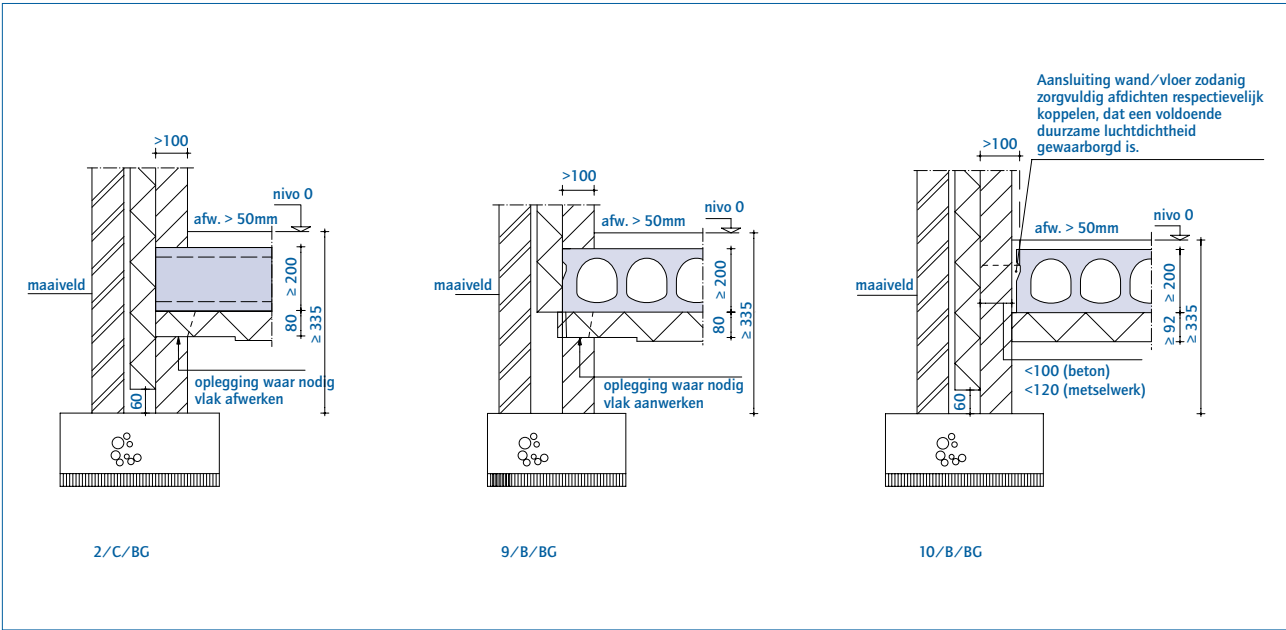 >100
nivo 0
afw. > 50mm
maaiveld
≥ 200
80
≥ 335
oplegging waar nodig
vlak afwerken
60
2/C/BG
>100
nivo 0
afw. > 50mm
maaiveld
≥ 200
80
≥ 335
oplegging waar nodig
vlak aanwerken
9/B/BG
Aansluiting wand/vloer zodanig
zorgvuldig afdichten respectievelijk
koppelen, dat een voldoende
duurzame luchtdichtheid
gewaarborgd is.
>100
nivo 0
afw. > 50mm
maaiveld
≥ 200
≥ 92
≥ 335
<100 (beton)
<120 (metselwerk)
60
10/B/BG